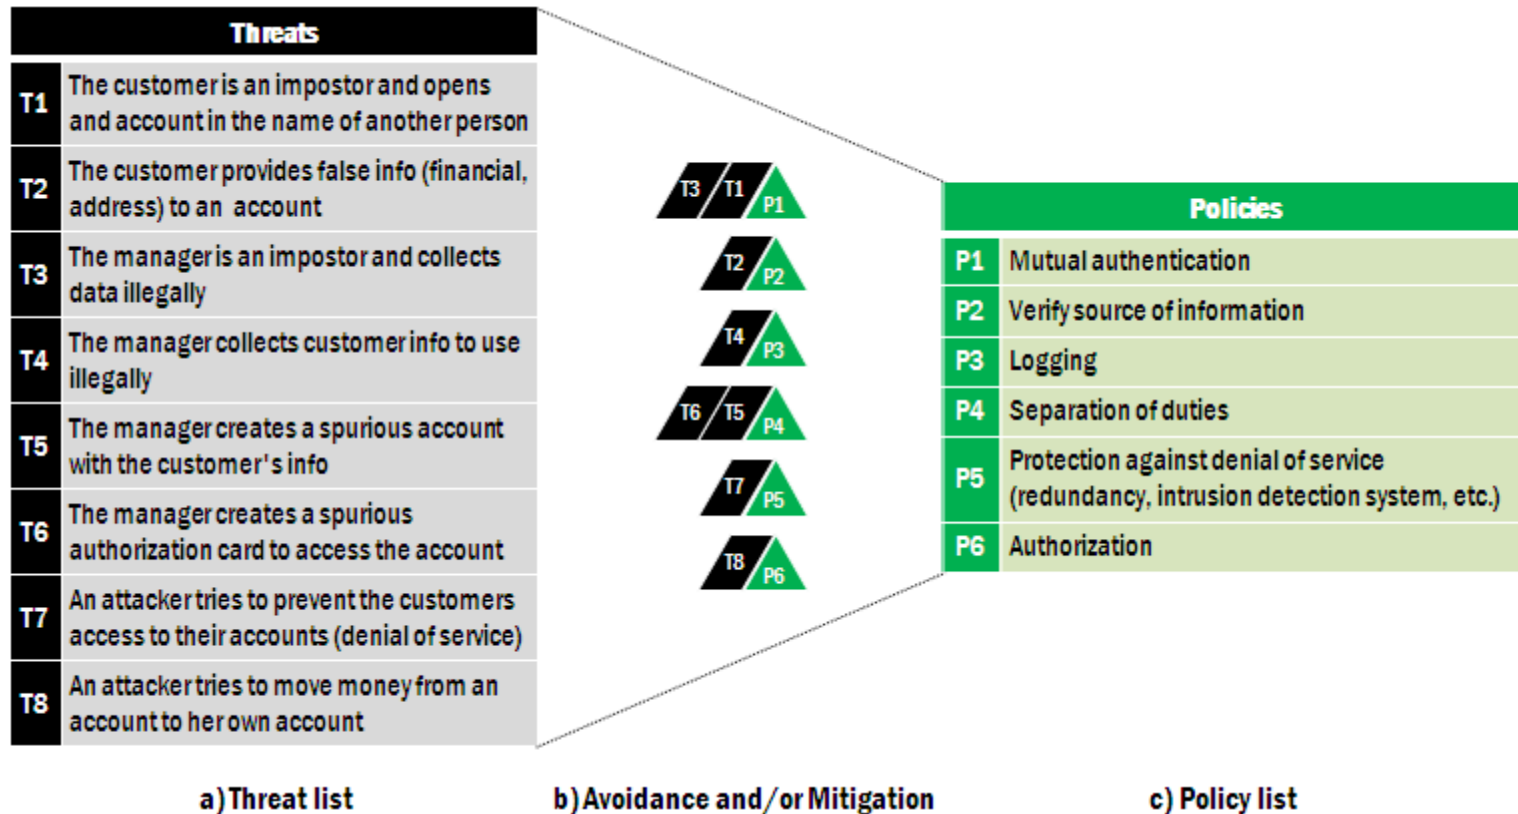 Threats
T1
The customer is an impostor and opens
and account in the name of another person
T2
The customer provides false info (financial,
address) to an account
T3
The manager is an impostor and collects
data illegally
T4
The manager collects customer info to use
illegally
T5
The manager creates a spurious account
with the customer's info
T6
The manager creates a spurious
authorization card to access the account
T7
An attacker tries to prevent the customers
access to their accounts (denial of service)
T8
An attacker tries to move money from an
account to her own account
a) Threat list
T3 T1 P1
T2 P2
T4 P3
T6 T5 P4
T7 P5
T8 P6
b) Avoidance and/or Mitigation
Policies
P1 Mutual authentication
P2 Verify source of information
P3 Logging
P4 Separation of duties
P5
Protection against denial of service
(redundancy, intrusion detection system, etc.)
P6 Authorization
c) Policy list